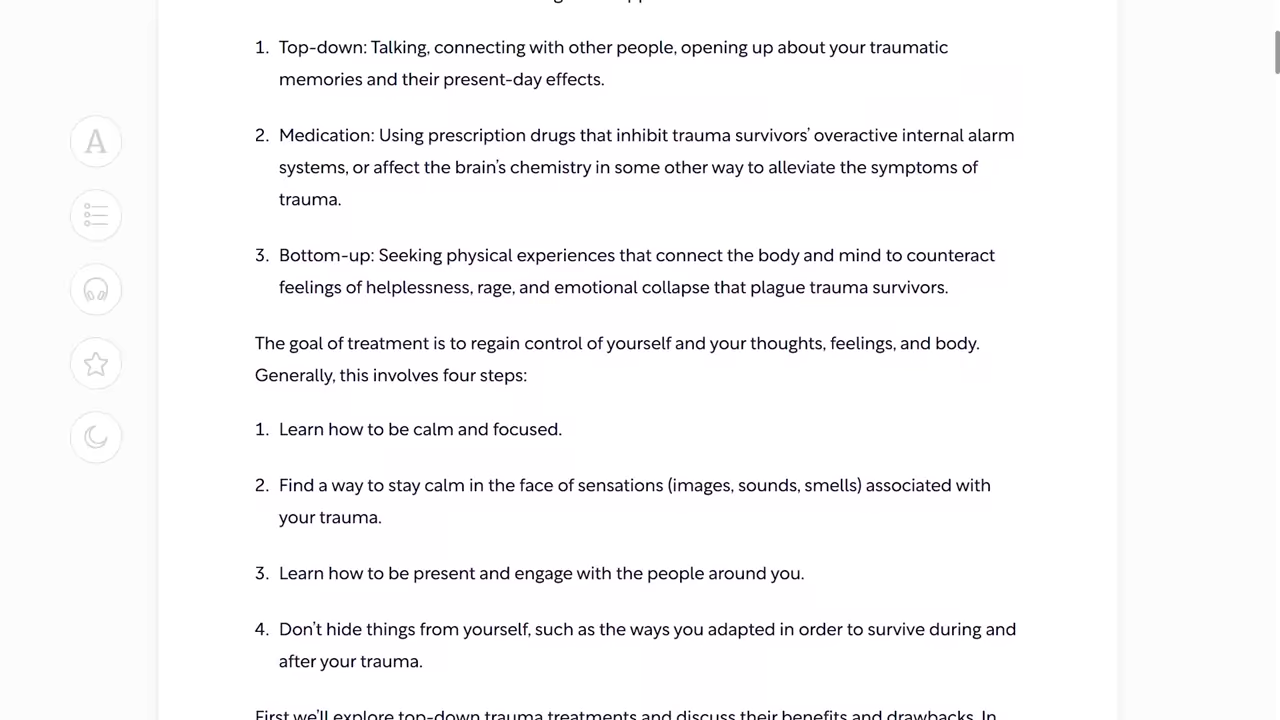 1. Top-down: Talking, connecting with other people, opening up about your traumatic
memories and their present-day effects.
2. Medication: Using prescription drugs that inhibit trauma survivors’ overactive internal alarm
systems, or affect the brain’s chemistry in some other way to alleviate the symptoms of
trauma.
3. Bottom-up: Seeking physical experiences that connect the body and mind to counteract
feelings of helplessness, rage, and emotional collapse that plague trauma survivors.
The goal of treatment is to regain control of yourself and your thoughts, feelings, and body.
Generally, this involves four steps:
1. Learn how to be calm and focused.
2. Find a way to stay calm in the face of sensations (images, sounds, smells) associated with
your trauma.
3. Learn how to be present and engage with the people around you.
4. Don’t hide things from yourself, such as the ways you adapted in order to survive during and
after your trauma.
First we’ll explore top-down trauma treatments and discuss their benefits and drawbacks. In
A